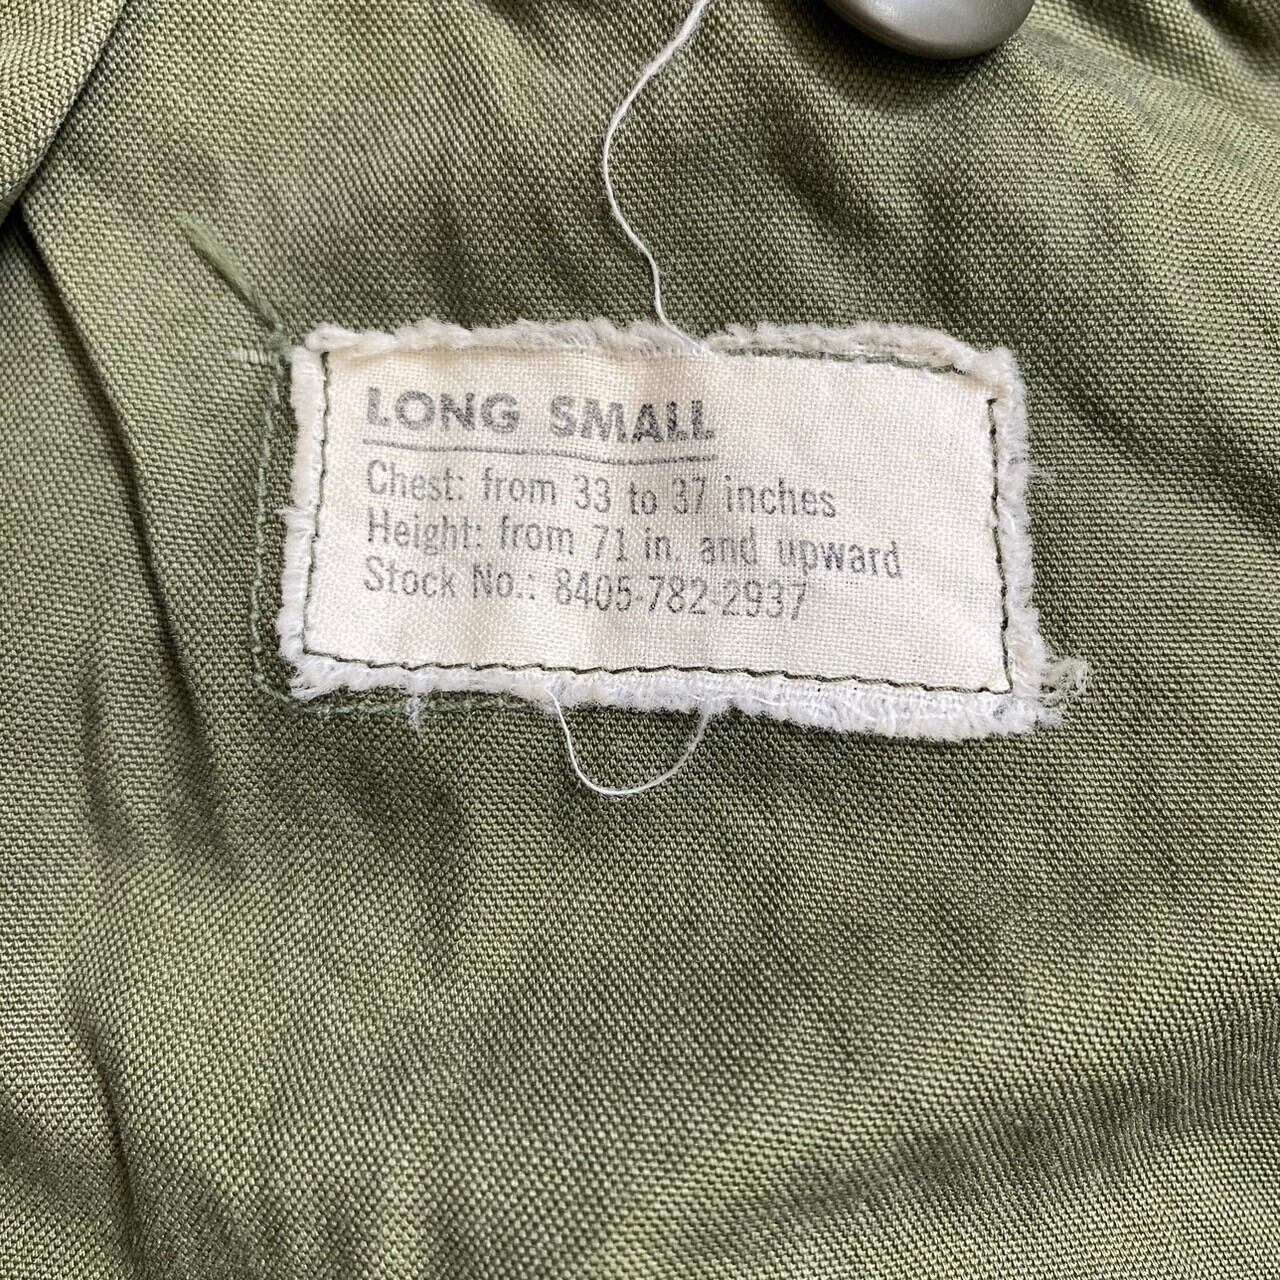 LONG SMALL
Chest: from 33 to 37 inches
Height: from 71 in. and upward
Stock No.: 8405-782-2937